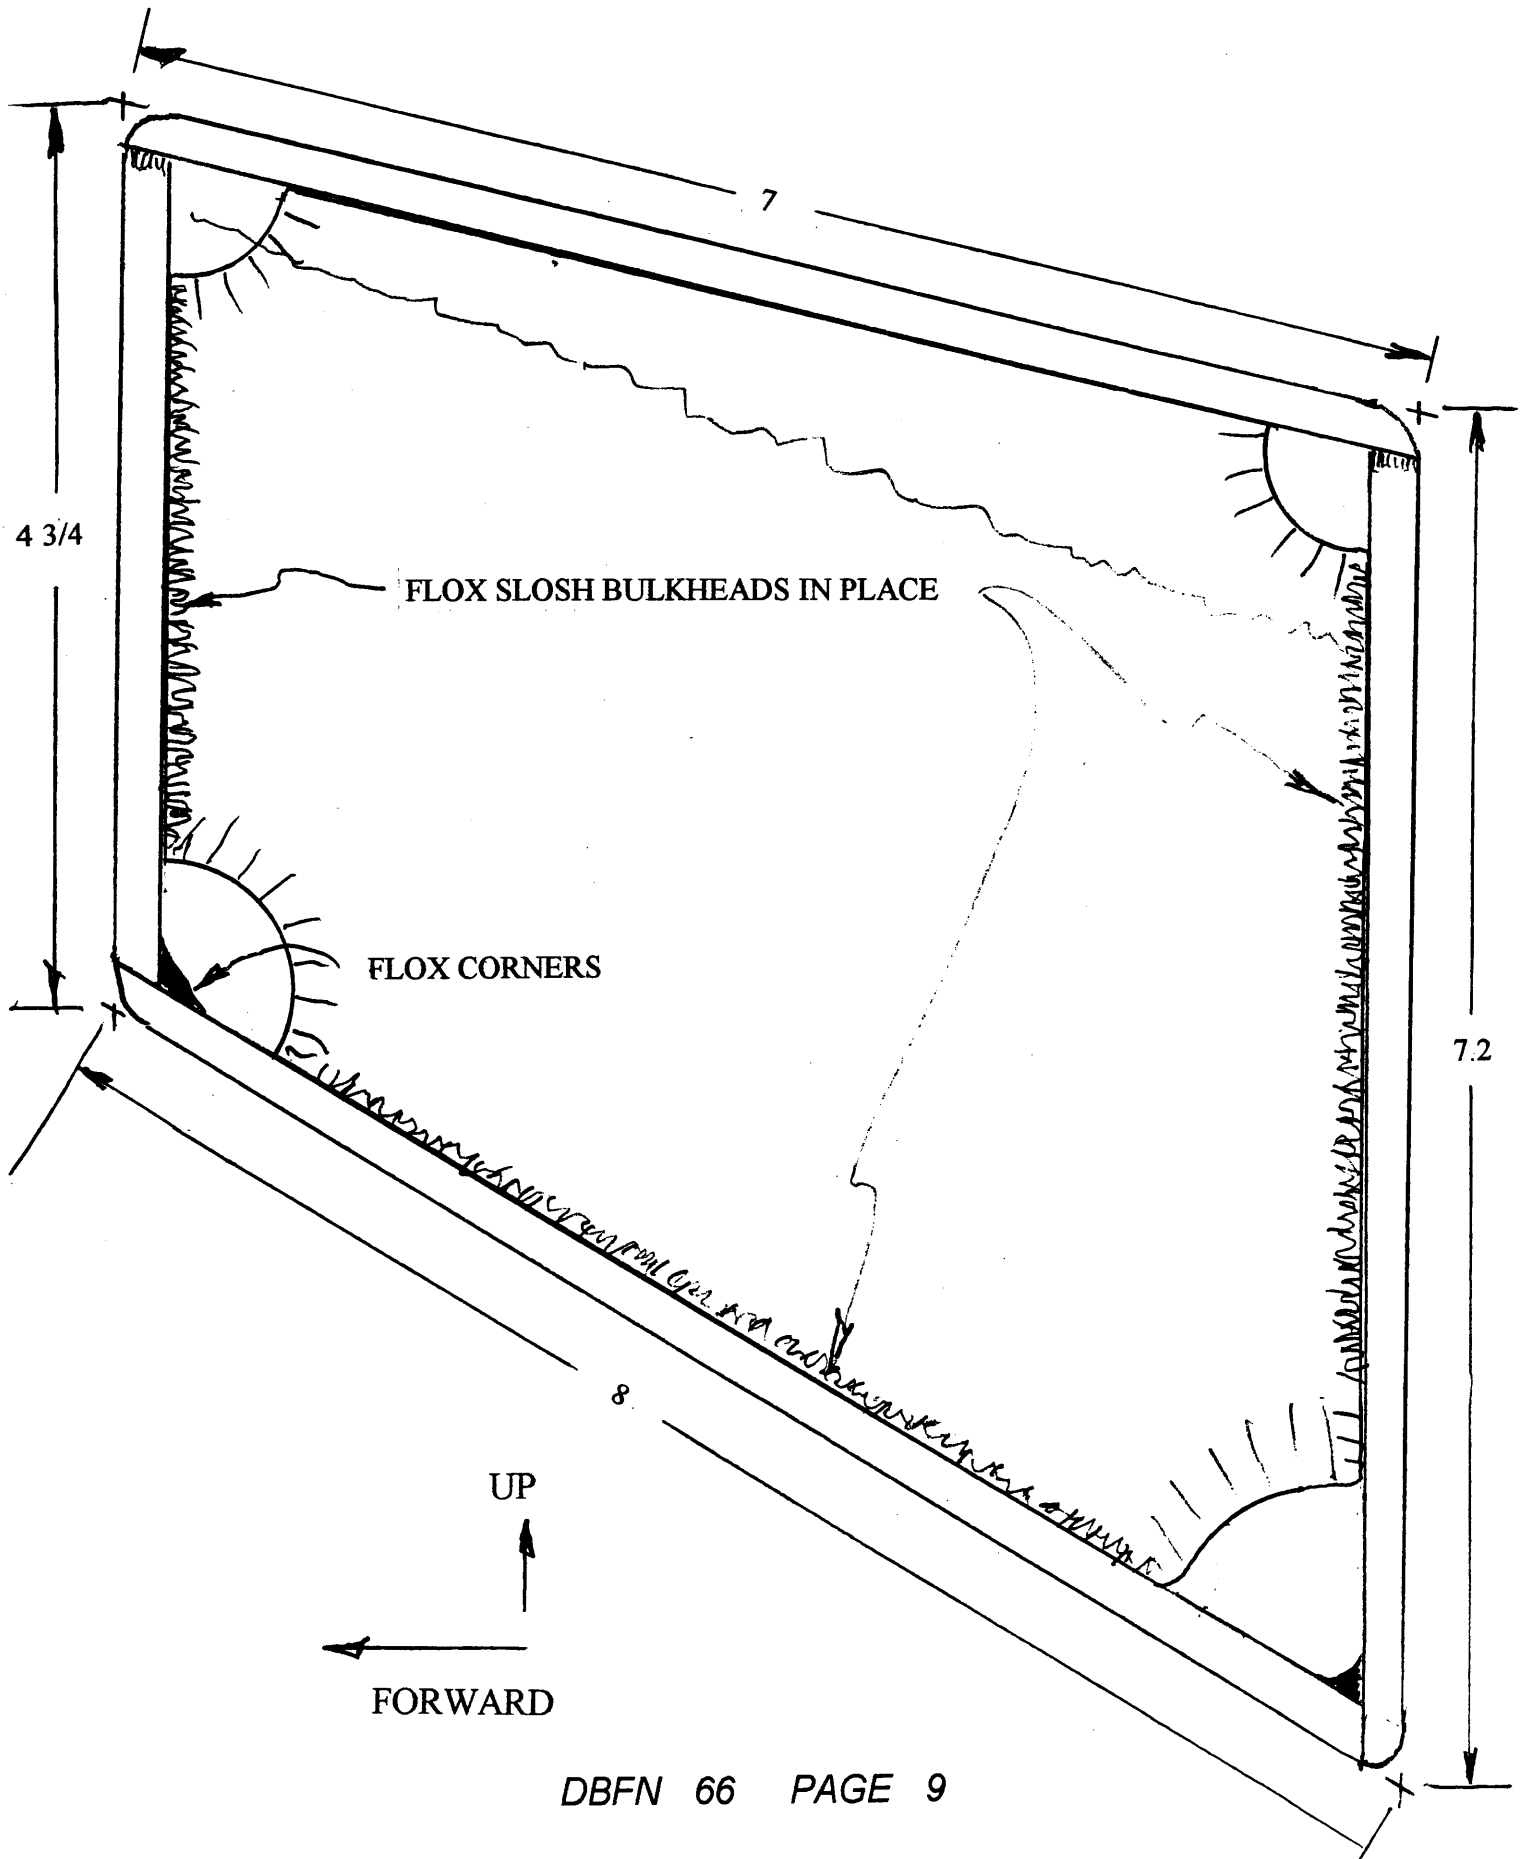 7
4 3/4
FLOX SLOSH BULKHEADS IN PLACE
FLOX CORNERS
7.2
8
UP
FORWARD
DBFN 66 PAGE 9